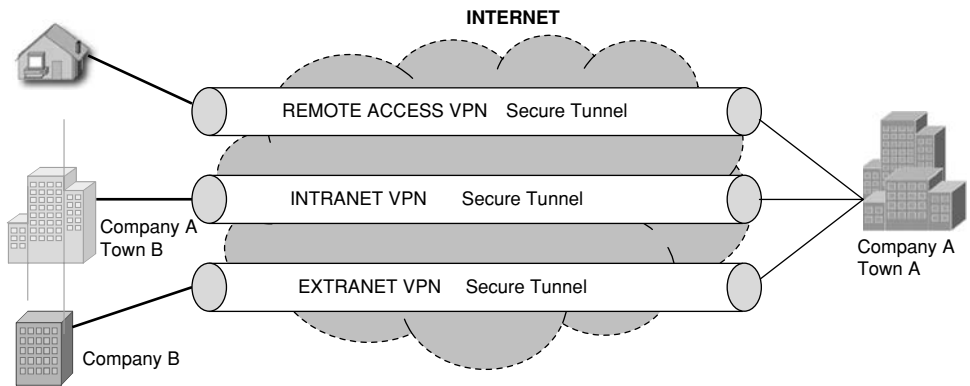 INTERNET
REMOTE ACCESS VPN Secure Tunnel
INTRANET VPN Secure Tunnel
Company A
Town B
Company A
Town A
EXTRANET VPN Secure Tunnel
Company B